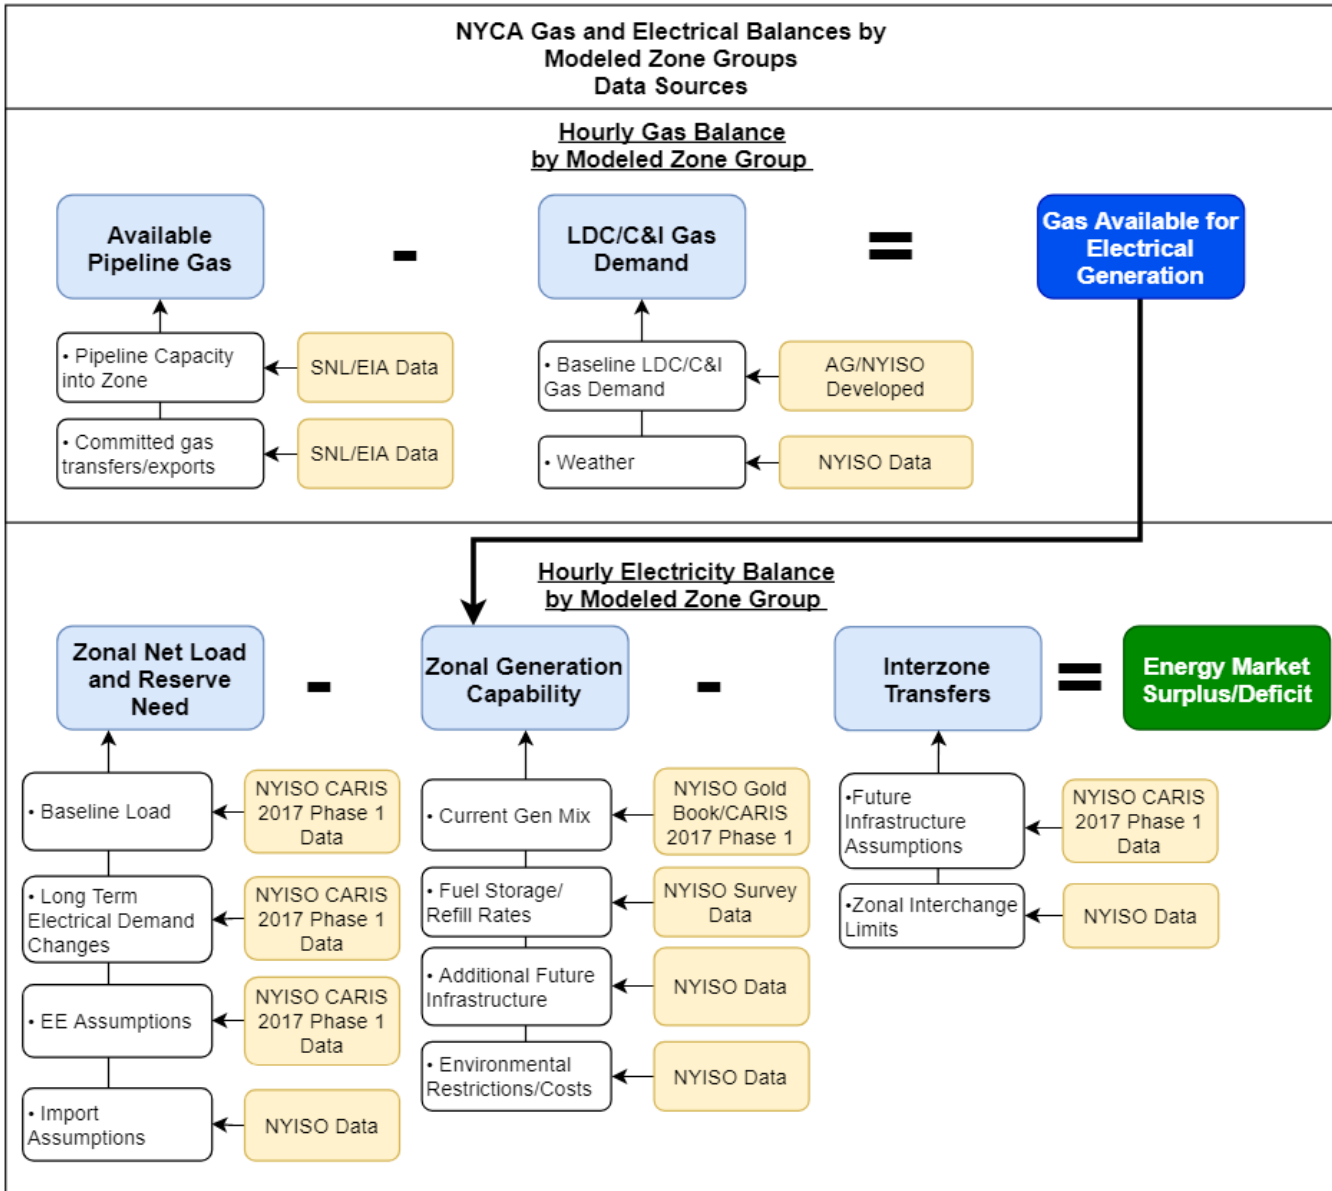 NYCA Gas and Electrical Balances by
Modeled Zone Groups
Data Sources
Hourly Gas Balance
by Modeled Zone Group
Available
Pipeline Gas
-
LDC/C&I Gas
Demand
=
Gas Available for
Electrical
Generation
• Pipeline Capacity
into Zone
SNL/EIA Data
• Committed gas
transfers/exports
SNL/EIA Data
• Baseline LDC/C&I
Gas Demand
AG/NYISO
Developed
• Weather
NYISO Data
Hourly Electricity Balance
by Modeled Zone Group
Zonal Net Load
and Reserve
Need
-
Zonal Generation
Capability
-
Interzone
Transfers
=
Energy Market
Surplus/Deficit
• Baseline Load
NYISO CARIS
2017 Phase 1
Data
• Long Term
Electrical Demand
Changes
NYISO CARIS
2017 Phase 1
Data
• EE Assumptions
NYISO CARIS
2017 Phase 1
Data
• Import
Assumptions
NYISO Data
• Current Gen Mix
NYISO Gold
Book/CARIS
2017 Phase 1
• Fuel Storage/
Refill Rates
NYISO Survey
Data
• Additional Future
Infrastructure
NYISO Data
• Environmental
Restrictions/Costs
NYISO Data
•Future
Infrastructure
Assumptions
NYISO CARIS
2017 Phase 1
Data
•Zonal Interchange
Limits
NYISO Data